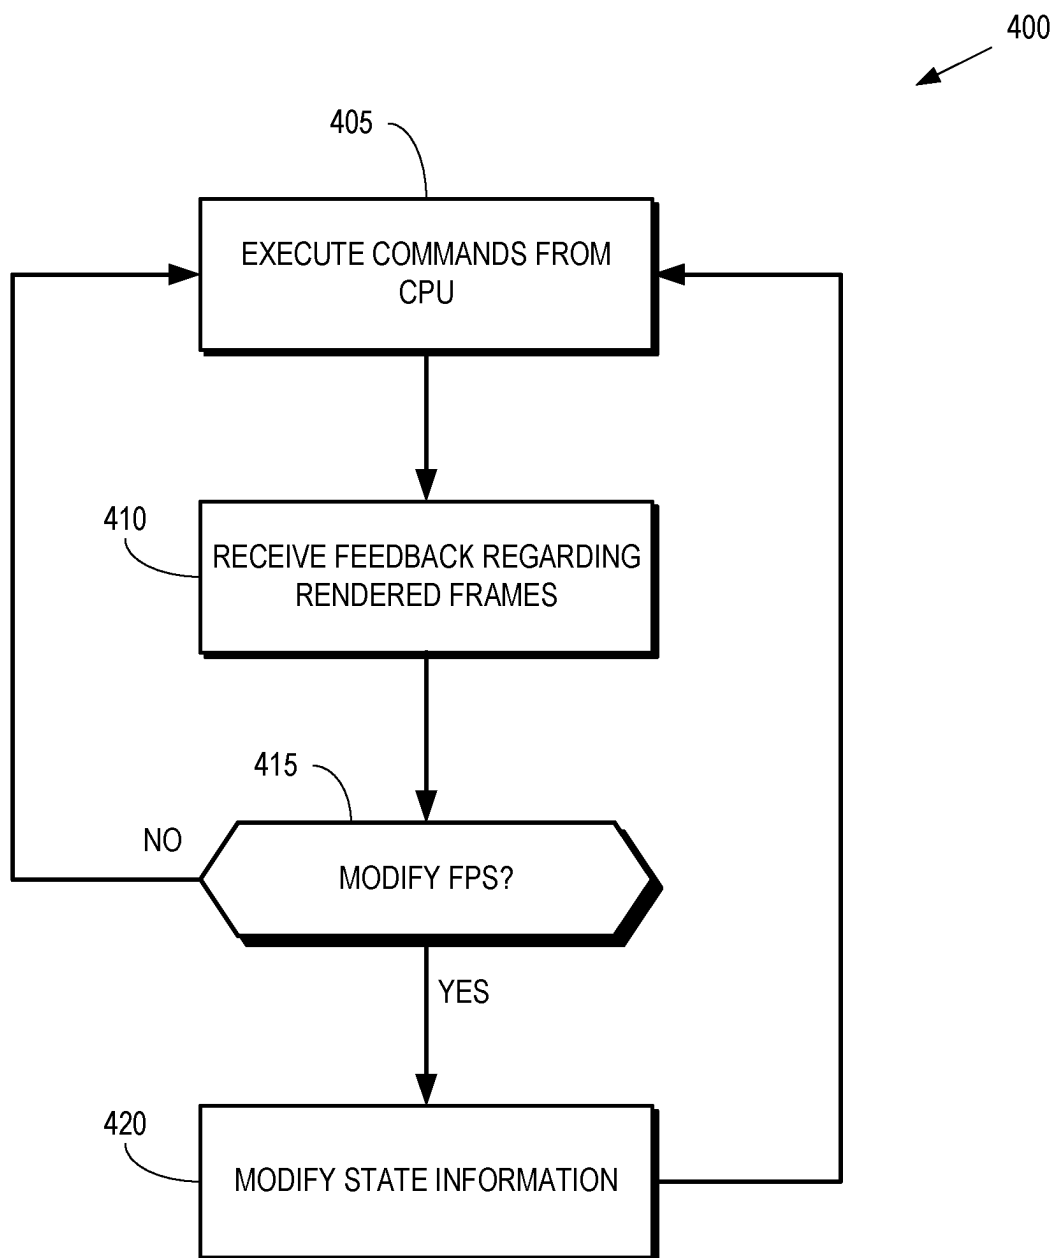 400
405
EXECUTE COMMANDS FROM
CPU
410
RECEIVE FEEDBACK REGARDING
RENDERED FRAMES
415
NO
MODIFY FPS?
YES
420
MODIFY STATE INFORMATION